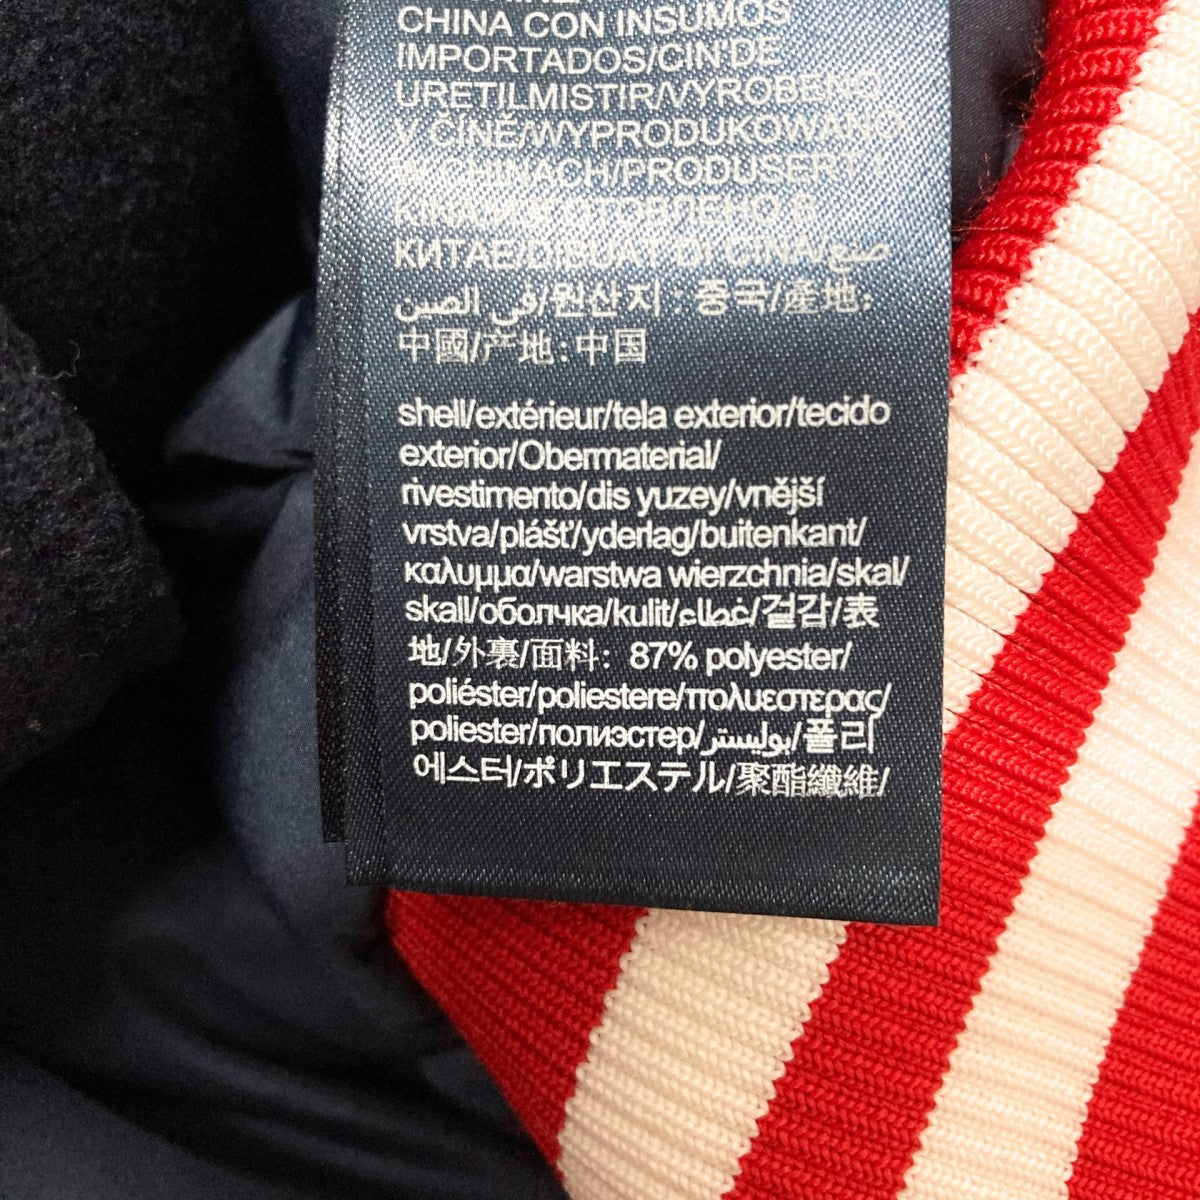 CHINA CON INSUMOS
IMPORTADOS/CIN'DE
URETILMISTIR/VYROBENO
V ČÍNĚ/WYPRODUKOWANO
W CHINACH/PRODUSERT I
KINA/ИЗГОТОВЛЕНО В
КИТАЕ/DIBUAT DI CINA/صنع
في الصين/원산지 : 중국/產地:
中國/产地:中国
shell/extérieur/tela exterior/tecido
exterior/Obermaterial/
rivestimento/dis yuzey/vnější
vrstva/plášť/yderlag/buitenkant/
καλυμμα/warstwa wierzchnia/skal/
skall/оболчка/kulit/غطاء/겉감/表
地/外裏/面料: 87% polyester/
poliéster/poliestere/πολυεστερας/
poliester/полиэстер/بوليستر/폴리
에스터/ポリエステル/聚酯纖維/